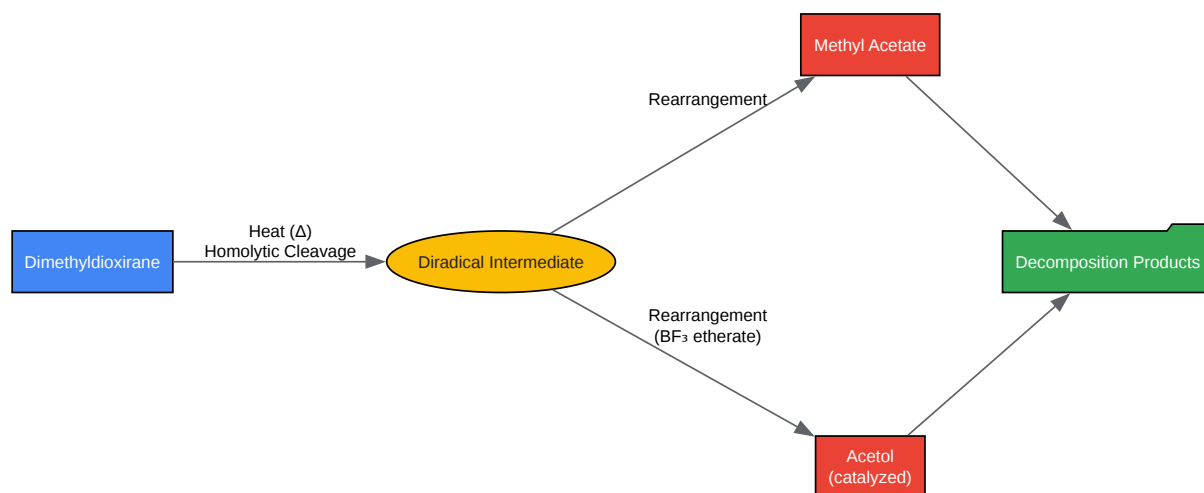 Methyl Acetate
Rearrangement
Heat (Δ)
Homolytic Cleavage
Dimethyldioxirane
Diradical Intermediate
Decomposition Products
Rearrangement
(BF₃ etherate)
Acetol
(catalyzed)